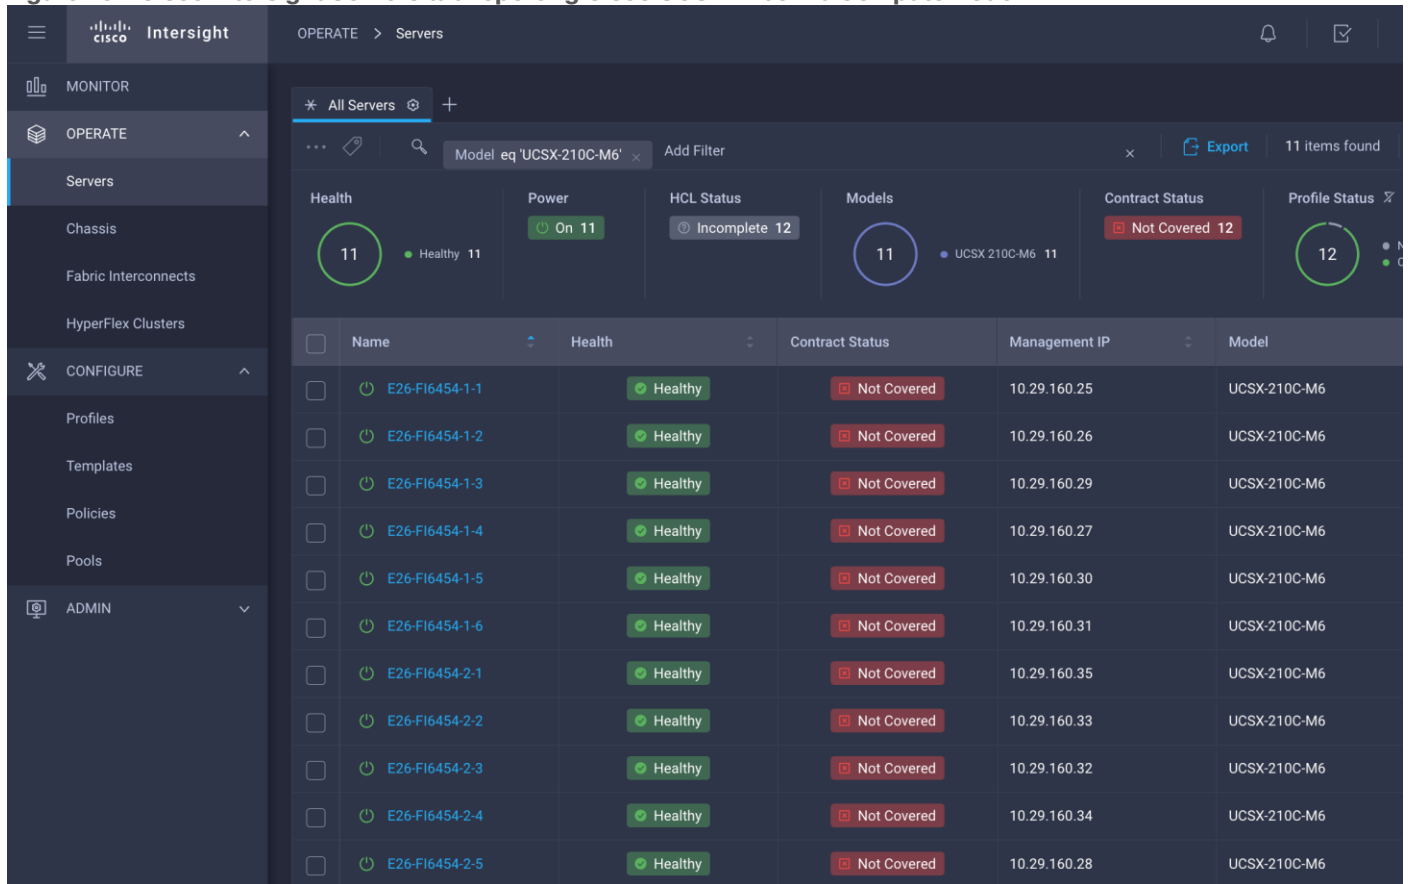 CISCO Intersight
OPERATE > Servers
MONITOR
OPERATE
Servers
Chassis
Fabric Interconnects
HyperFlex Clusters
CONFIGURE
Profiles
Templates
Policies
Pools
ADMIN
All Servers
Model eq 'UCSX-210C-M6' Add Filter
Export 11 items found
Health Power HCL Status Models Contract Status Profile Status
11 Healthy 11 On 11 Incomplete 12 11 UCSX 210C-M6 11 Not Covered 12 12
Name Health Contract Status Management IP Model
E26-FI6454-1-1 Healthy Not Covered 10.29.160.25 UCSX-210C-M6
E26-FI6454-1-2 Healthy Not Covered 10.29.160.26 UCSX-210C-M6
E26-FI6454-1-3 Healthy Not Covered 10.29.160.29 UCSX-210C-M6
E26-FI6454-1-4 Healthy Not Covered 10.29.160.27 UCSX-210C-M6
E26-FI6454-1-5 Healthy Not Covered 10.29.160.30 UCSX-210C-M6
E26-FI6454-1-6 Healthy Not Covered 10.29.160.31 UCSX-210C-M6
E26-FI6454-2-1 Healthy Not Covered 10.29.160.35 UCSX-210C-M6
E26-FI6454-2-2 Healthy Not Covered 10.29.160.33 UCSX-210C-M6
E26-FI6454-2-3 Healthy Not Covered 10.29.160.32 UCSX-210C-M6
E26-FI6454-2-4 Healthy Not Covered 10.29.160.34 UCSX-210C-M6
E26-FI6454-2-5 Healthy Not Covered 10.29.160.28 UCSX-210C-M6